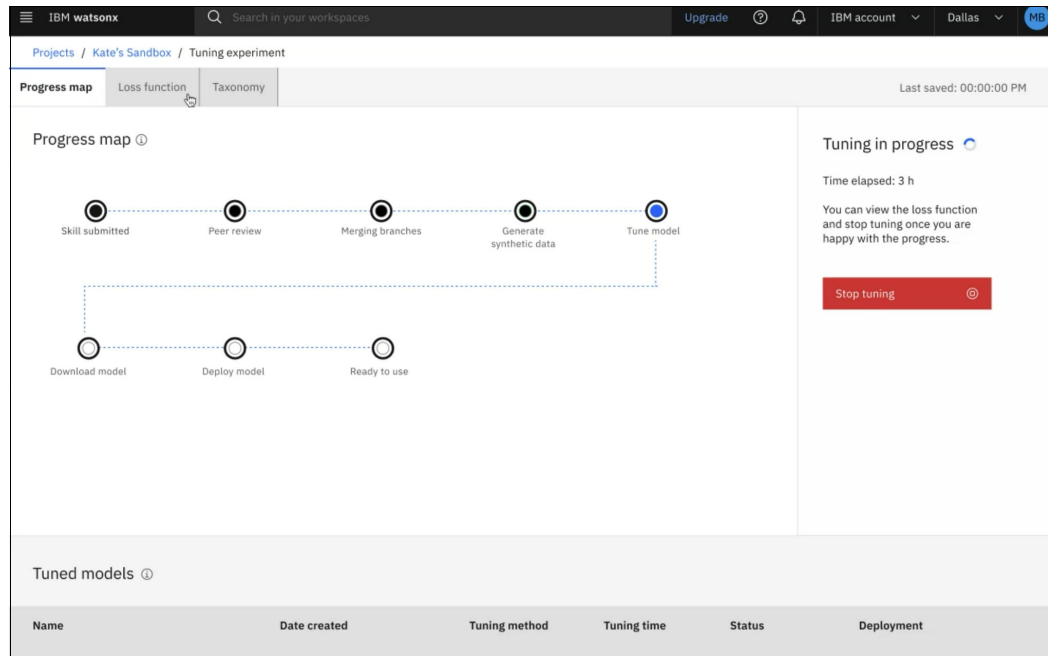 IBM watsonx
Search in your workspaces
Upgrade
IBM account
Dallas
MB
Projects / Kate's Sandbox / Tuning experiment
Progress map
Loss function
Taxonomy
Last saved: 00:00:00 PM
Progress map
Skill submitted
Peer review
Merging branches
Generate
synthetic data
Tune model
Download model
Deploy model
Ready to use
Tuning in progress
Time elapsed: 3 h
You can view the loss function
and stop tuning once you are
happy with the progress.
Stop tuning
Tuned models
Name
Date created
Tuning method
Tuning time
Status
Deployment